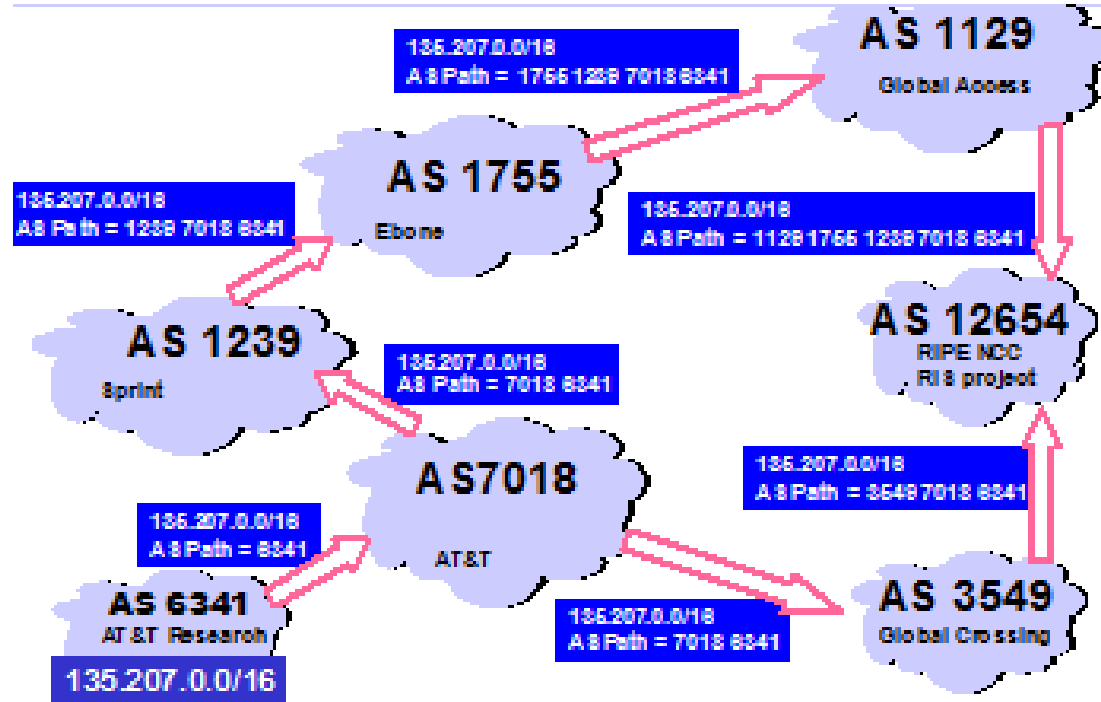 135.207.0.0/16
AS Path = 1755 1239 7018 6341
AS 1129
Global Access
AS 1755
Ebone
135.207.0.0/16
AS Path = 1239 7018 6341
135.207.0.0/16
AS Path = 1129 1755 1239 7018 6341
AS 1239
Sprint
135.207.0.0/16
AS Path = 7018 6341
AS 12654
RIPE NCC
RIS project
AS7018
AT&T
135.207.0.0/16
AS Path = 3549 7018 6341
135.207.0.0/16
AS Path = 6341
AS 6341
AT&T Research
135.207.0.0/16
135.207.0.0/16
AS Path = 7018 6341
AS 3549
Global Crossing